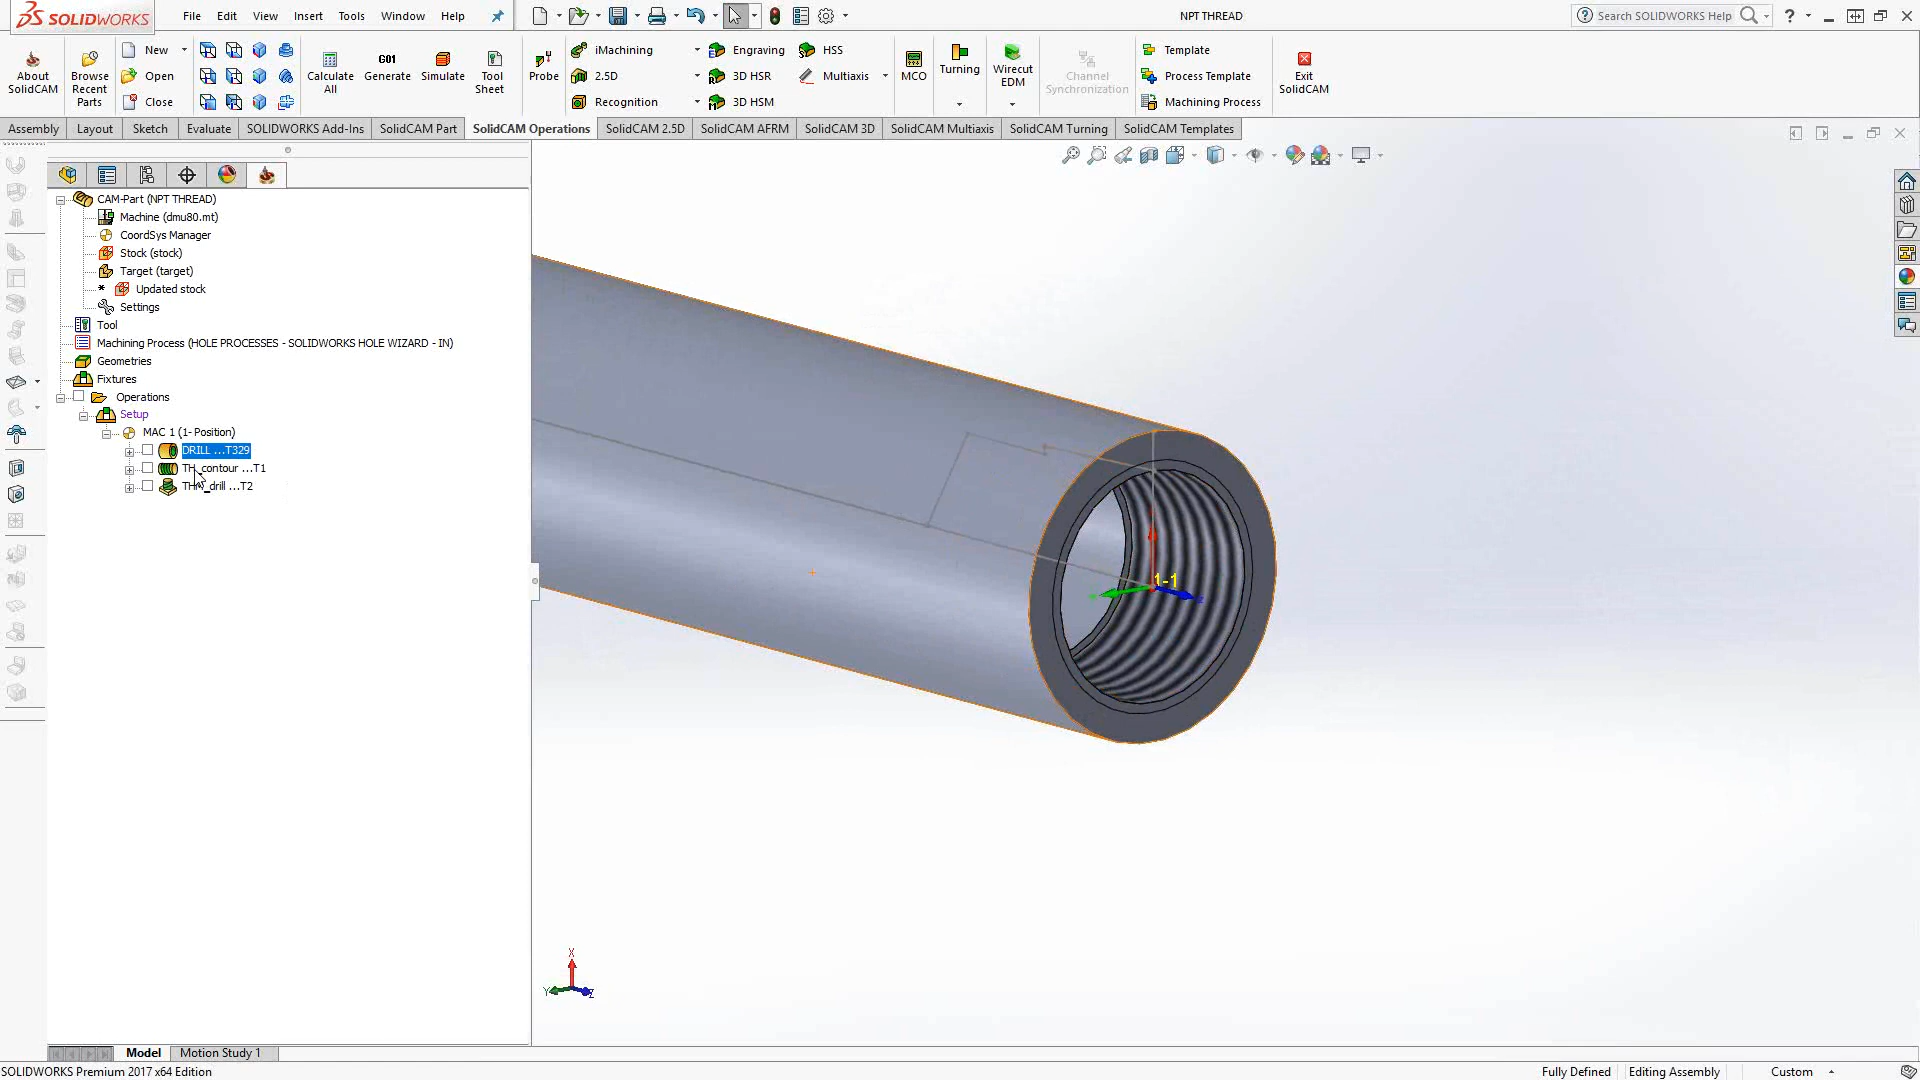 SOLIDWORKS
File Edit View Insert Tools Window Help
NPT THREAD
Search SOLIDWORKS Help
About SolidCAM
Browse Recent Parts
New
Open
Close
Calculate All
G01
Generate
Simulate
Tool Sheet
Probe
iMachining
2.5D
Recognition
Engraving
3D HSR
3D HSM
HSS
Multiaxis
MCO
Turning
Wirecut EDM
Channel Synchronization
Template
Process Template
Machining Process
Exit SolidCAM
Assembly Layout Sketch Evaluate SOLIDWORKS Add-Ins SolidCAM Part SolidCAM Operations SolidCAM 2.5D SolidCAM AFRM SolidCAM 3D SolidCAM Multiaxis SolidCAM Turning SolidCAM Templates
CAM-Part (NPT THREAD)
Machine (dmu80.mt)
CoordSys Manager
Stock (stock)
Target (target)
* Updated stock
Settings
Tool
Machining Process (HOLE PROCESSES - SOLIDWORKS HOLE WIZARD - IN)
Geometries
Fixtures
Operations
Setup
MAC 1 (1- Position)
DRILL ...T329
TH_contour ...T1
_drill ...T2
1-1
X
Y
Z
Model Motion Study 1
SOLIDWORKS Premium 2017 x64 Edition
Fully Defined Editing Assembly Custom